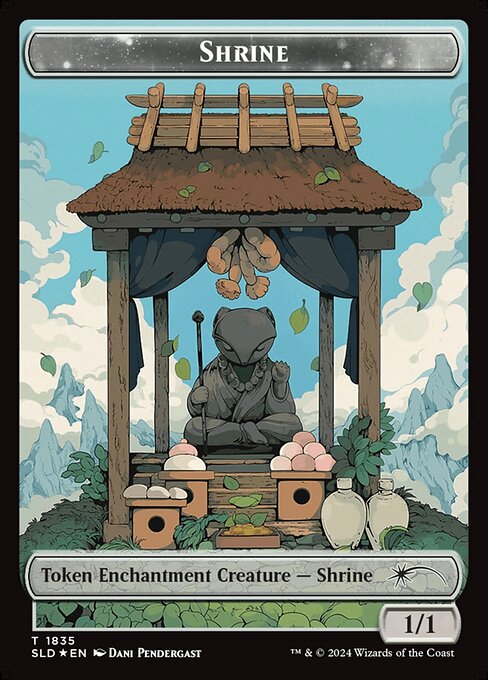 Shrine
Token Enchantment Creature — Shrine
1/1
T 1835
SLD ★ EN Dani Pendergast
™ & © 2024 Wizards of the Coast